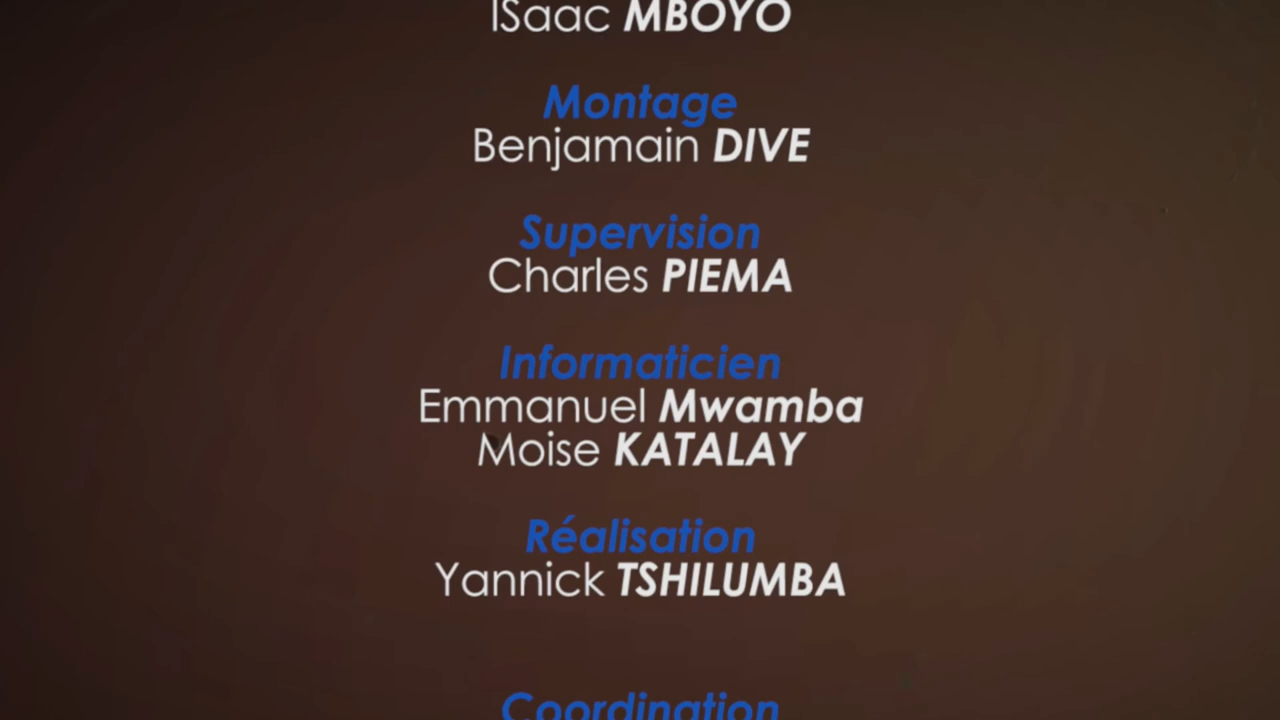 ISaac MBOYO
Montage
Benjamain DIVE
Supervision
Charles PIEMA
Informaticien
Emmanuel Mwamba
Moise KATALAY
Réalisation
Yannick TSHILUMBA
Coordination